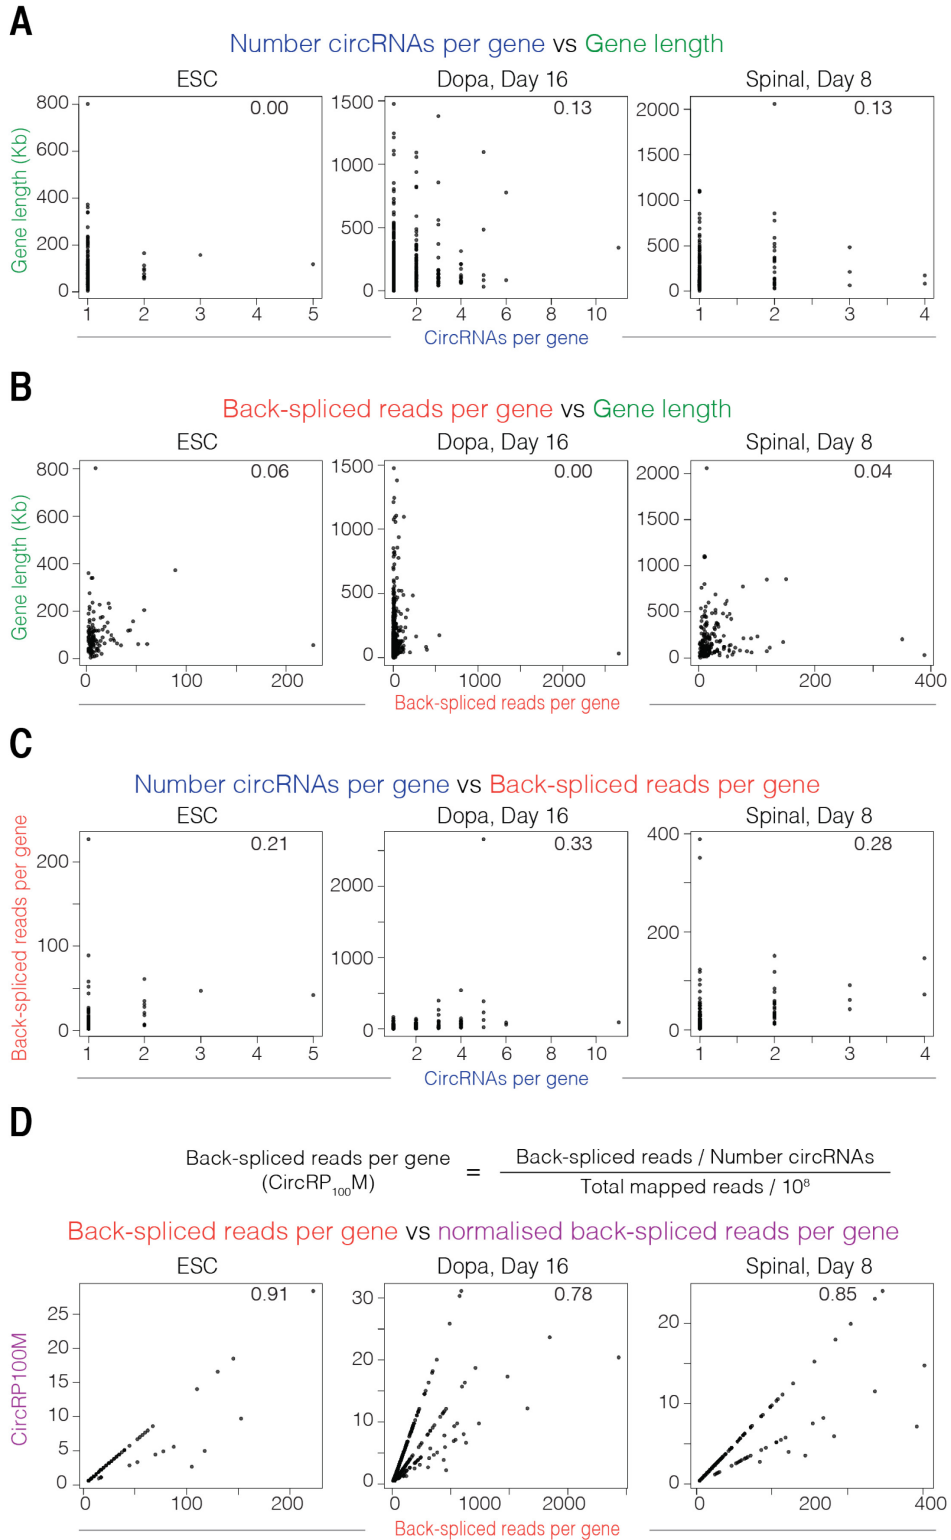 A
Number circRNAs per gene vs Gene length
ESC
Dopa, Day 16
Spinal, Day 8
Gene length (Kb)
800
600
400
200
0
0.00
1 2 3 4 5
1500
1000
500
0
0.13
2 4 6 8 10
2000
1500
1000
500
0
0.13
1 2 3 4
CircRNAs per gene
B
Back-spliced reads per gene vs Gene length
ESC
Dopa, Day 16
Spinal, Day 8
Gene length (Kb)
800
600
400
200
0
0.06
0 100 200
1500
1000
500
0
0.00
0 1000 2000
2000
1500
1000
500
0
0.04
0 200 400
Back-spliced reads per gene
C
Number circRNAs per gene vs Back-spliced reads per gene
ESC
Dopa, Day 16
Spinal, Day 8
Back-spliced reads per gene
200
100
0
0.21
1 2 3 4 5
2000
1000
0
0.33
2 4 6 8 10
400
200
0
0.28
1 2 3 4
CircRNAs per gene
D
Back-spliced reads per gene
(CircRP100M)
=
Back-spliced reads / Number circRNAs
Total mapped reads / 10⁸
Back-spliced reads per gene vs normalised back-spliced reads per gene
ESC
Dopa, Day 16
Spinal, Day 8
CircRP100M
25
20
15
10
5
0
0.91
0 100 200
30
20
10
0
0.78
0 1000 2000
20
10
0
0.85
0 200 400
Back-spliced reads per gene